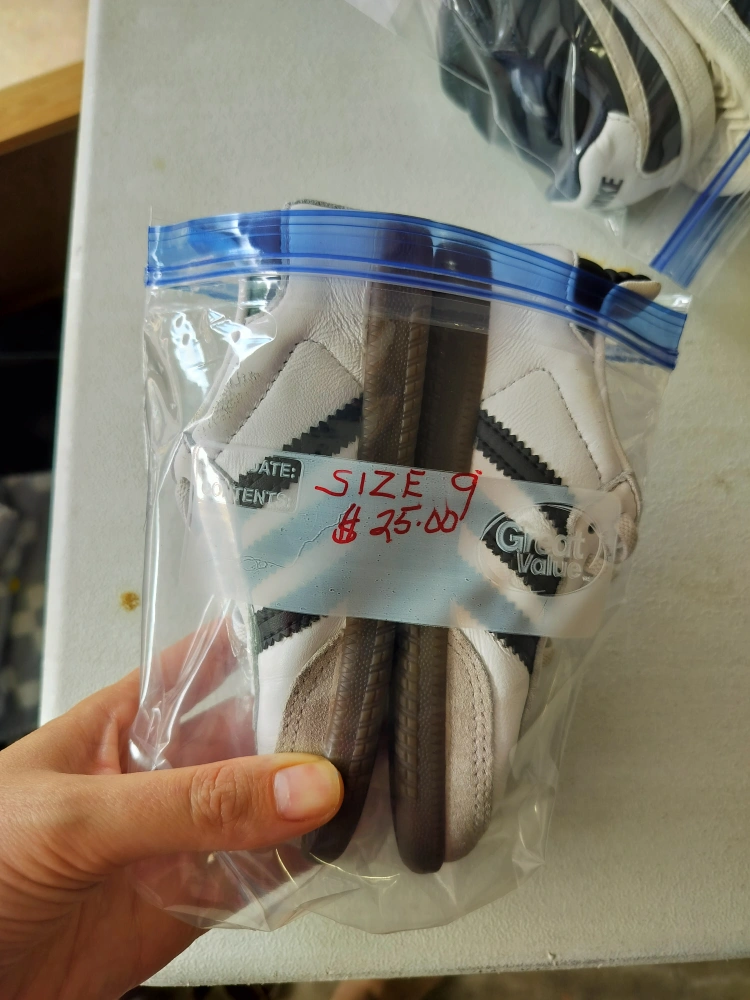 DATE:
CONTENTS:
SIZE 9
$25.00
Great
Value